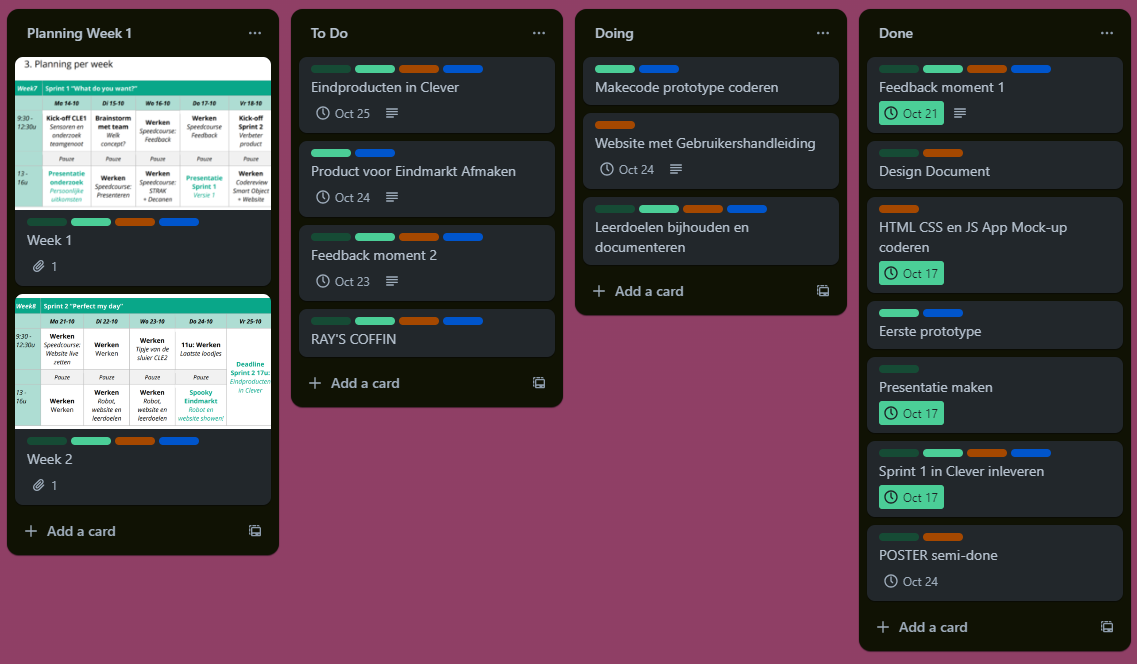 Planning Week 1
3. Planning per week
Week7 Sprint 1 "What do you want?"
Ma 14-10 Di 15-10 Wo 16-10 Do 17-10 Vr 18-10
9:30 - 12:30u
Kick-off CLE1
Sensoren en
onderzoek
teamgenoot
Brainstorm
met team
Welk
concept?
Werken
Speedcourse:
Feedback
Werken
Speedcourse
Feedback
Kick-off
Sprint 2
Verbeter
product
Pauze Pauze Pauze Pauze Pauze
13 -
16u
Presentatie
onderzoek
Persoonlijke
uitkomsten
Werken
Speedcourse:
Presenteren
Werken
Speedcourse:
STRAK
+ Decanen
Presentatie
Sprint 1
Versie 1
Werken
Codereview
Smart Object
+ Website
Week 1
1
Week8 Sprint 2 "Perfect my day"
Ma 21-10 Di 22-10 Wo 23-10 Do 24-10 Vr 25-10
9:30 -
12:30u
Werken
Speedcourse:
Website live
zetten
Werken
Werken
Werken
Tipje van de
sluier CLE2
11u: Werken
Laatste loodjes
Deadline
Sprint 2 17u:
Eindproducten
in Clever
Pauze Pauze Pauze Pauze
13 -
16u
Werken
Werken
Werken
Robot,
website en
leerdoelen
Werken
Robot,
website en
leerdoelen
Spooky
Eindmarkt
Robot en
website showen!
Week 2
1
Add a card
To Do
Eindproducten in Clever
Oct 25
Product voor Eindmarkt Afmaken
Oct 24
Feedback moment 2
Oct 23
RAY'S COFFIN
Add a card
Doing
Makecode prototype coderen
Website met Gebruikershandleiding
Oct 24
Leerdoelen bijhouden en
documenteren
Add a card
Done
Feedback moment 1
Oct 21
Design Document
HTML CSS en JS App Mock-up
coderen
Oct 17
Eerste prototype
Presentatie maken
Oct 17
Sprint 1 in Clever inleveren
Oct 17
POSTER semi-done
Oct 24
Add a card